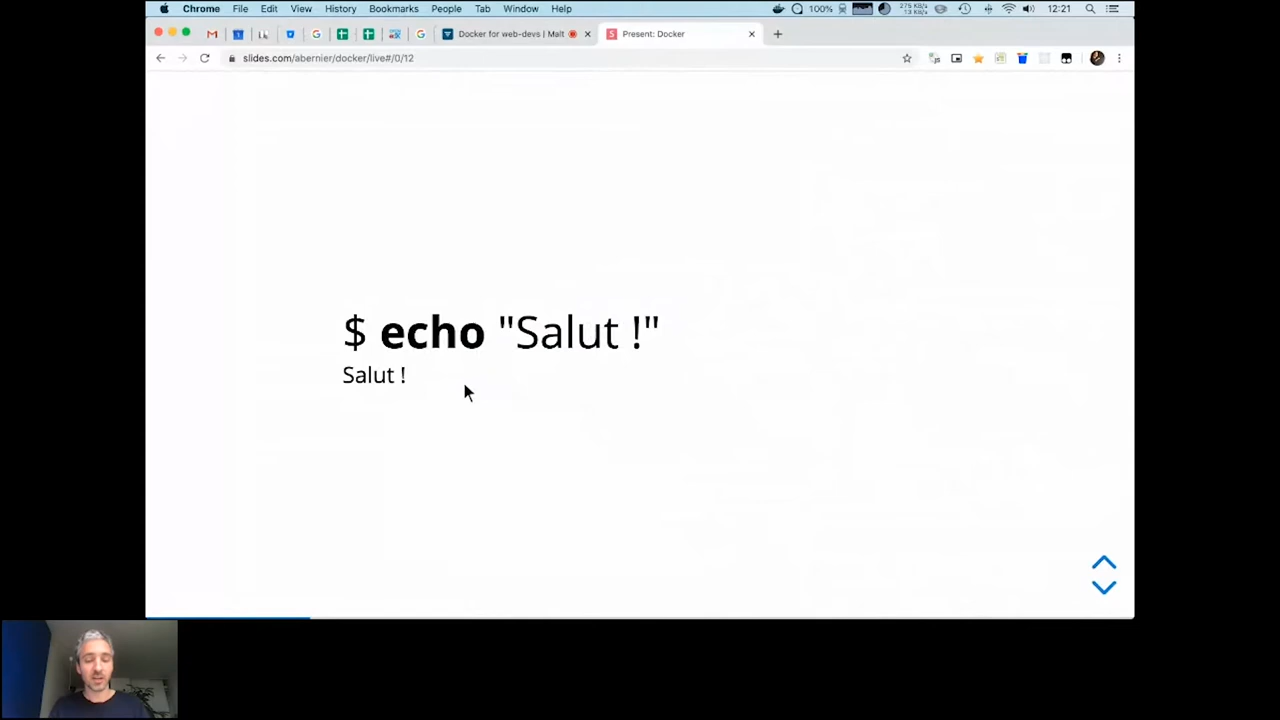 Chrome File Edit View History Bookmarks People Tab Window Help 100% 12:21
Docker for web-devs | Malt Present: Docker
slides.com/abernier/docker/live#/0/12
$ echo "Salut !"
Salut !